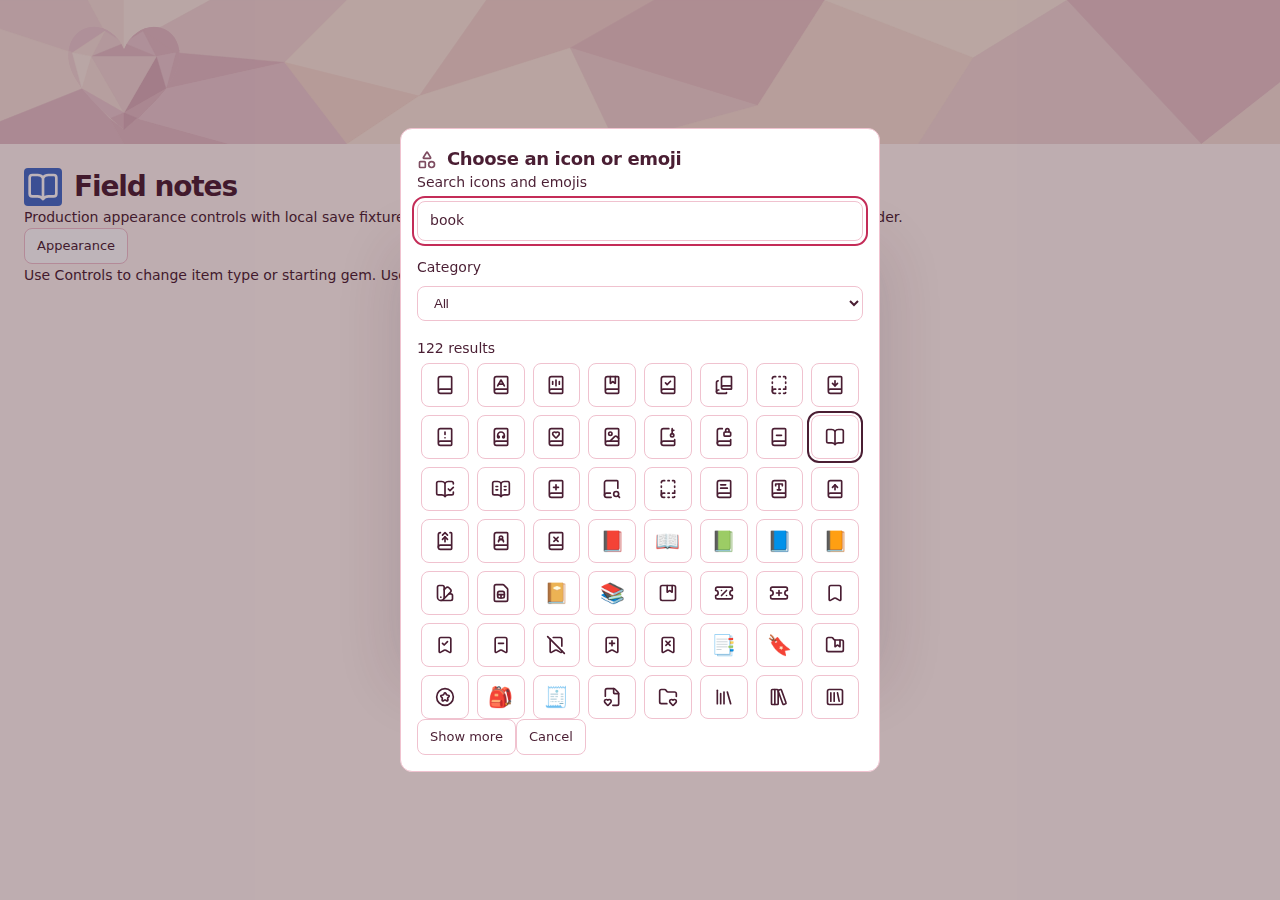 Choose an icon or emoji
Search icons and emojis
book
Category
All
122 results
Show more
Cancel
Field notes
Production appearance controls with local save fixture
der.
Appearance
Use Controls to change item type or starting gem. Us